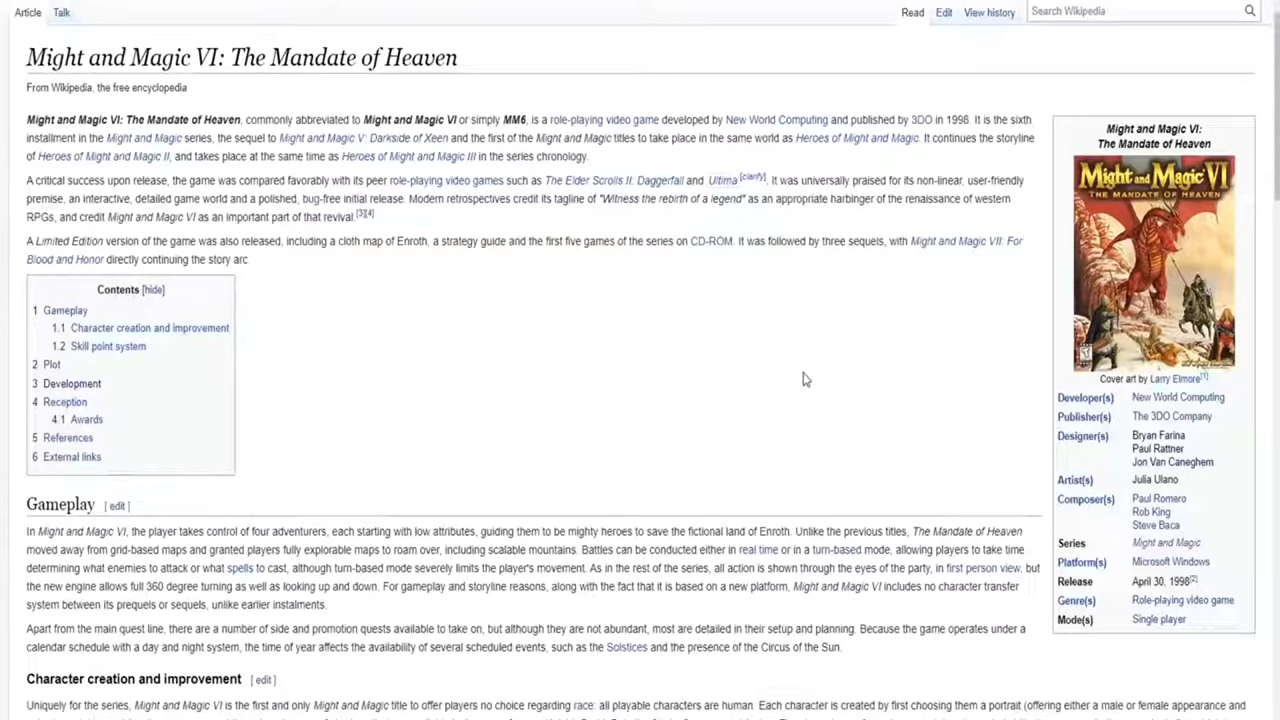 Article Talk Read Edit View history Search Wikipedia
Might and Magic VI: The Mandate of Heaven
From Wikipedia, the free encyclopedia
Might and Magic VI: The Mandate of Heaven, commonly abbreviated to Might and Magic VI or simply MM6, is a role-playing video game developed by New World Computing and published by 3DO in 1998. It is the sixth
installment in the Might and Magic series, the sequel to Might and Magic V: Darkside of Xeen and the first of the Might and Magic titles to take place in the same world as Heroes of Might and Magic. It continues the storyline
of Heroes of Might and Magic II, and takes place at the same time as Heroes of Might and Magic III in the series chronology.
A critical success upon release, the game was compared favorably with its peer role-playing video games such as The Elder Scrolls II: Daggerfall and Ultima [clarify]. It was universally praised for its non-linear, user-friendly
premise, an interactive, detailed game world and a polished, bug-free initial release. Modern retrospectives credit its tagline of "Witness the rebirth of a legend" as an appropriate harbinger of the renaissance of western
RPGs, and credit Might and Magic VI as an important part of that revival.[3][4]
A Limited Edition version of the game was also released, including a cloth map of Enroth, a strategy guide and the first five games of the series on CD-ROM. It was followed by three sequels, with Might and Magic VII: For
Blood and Honor directly continuing the story arc.
Contents [hide]
1 Gameplay
1.1 Character creation and improvement
1.2 Skill point system
2 Plot
3 Development
4 Reception
4.1 Awards
5 References
6 External links
Might and Magic VI:
The Mandate of Heaven
Might and Magic VI
THE MANDATE OF HEAVEN
Cover art by Larry Elmore[1]
Developer(s) New World Computing
Publisher(s) The 3DO Company
Designer(s) Bryan Farina
Paul Rattner
Jon Van Caneghem
Artist(s) Julia Ulano
Composer(s) Paul Romero
Rob King
Steve Baca
Series Might and Magic
Platform(s) Microsoft Windows
Release April 30, 1998[2]
Genre(s) Role-playing video game
Mode(s) Single player
Gameplay [ edit ]
In Might and Magic VI, the player takes control of four adventurers, each starting with low attributes, guiding them to be mighty heroes to save the fictional land of Enroth. Unlike the previous titles, The Mandate of Heaven
moved away from grid-based maps and granted players fully explorable maps to roam over, including scalable mountains. Battles can be conducted either in real time or in a turn-based mode, allowing players to take time
determining what enemies to attack or what spells to cast, although turn-based mode severely limits the player's movement. As in the rest of the series, all action is shown through the eyes of the party, in first person view, but
the new engine allows full 360 degree turning as well as looking up and down. For gameplay and storyline reasons, along with the fact that it is based on a new platform, Might and Magic VI includes no character transfer
system between its prequels or sequels, unlike earlier instalments.
Apart from the main quest line, there are a number of side and promotion quests available to take on, but although they are not abundant, most are detailed in their setup and planning. Because the game operates under a
calendar schedule with a day and night system, the time of year affects the availability of several scheduled events, such as the Solstices and the presence of the Circus of the Sun.
Character creation and improvement [ edit ]
Uniquely for the series, Might and Magic VI is the first and only Might and Magic title to offer players no choice regarding race: all playable characters are human. Each character is created by first choosing them a portrait (offering either a male or female appearance and